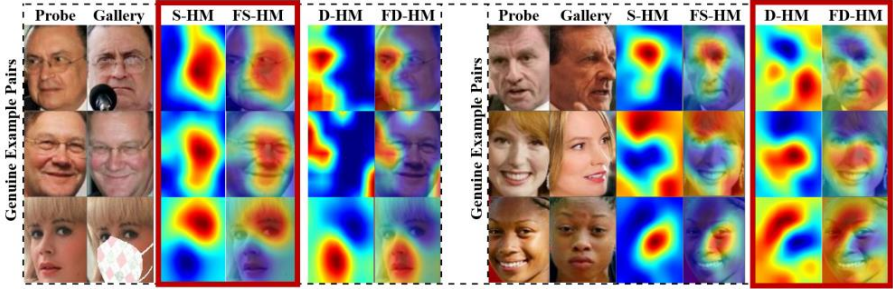 Probe Gallery S-HM FS-HM D-HM FD-HM Probe Gallery S-HM FS-HM D-HM FD-HM
Genuine Example Pairs
Genuine Example Pairs